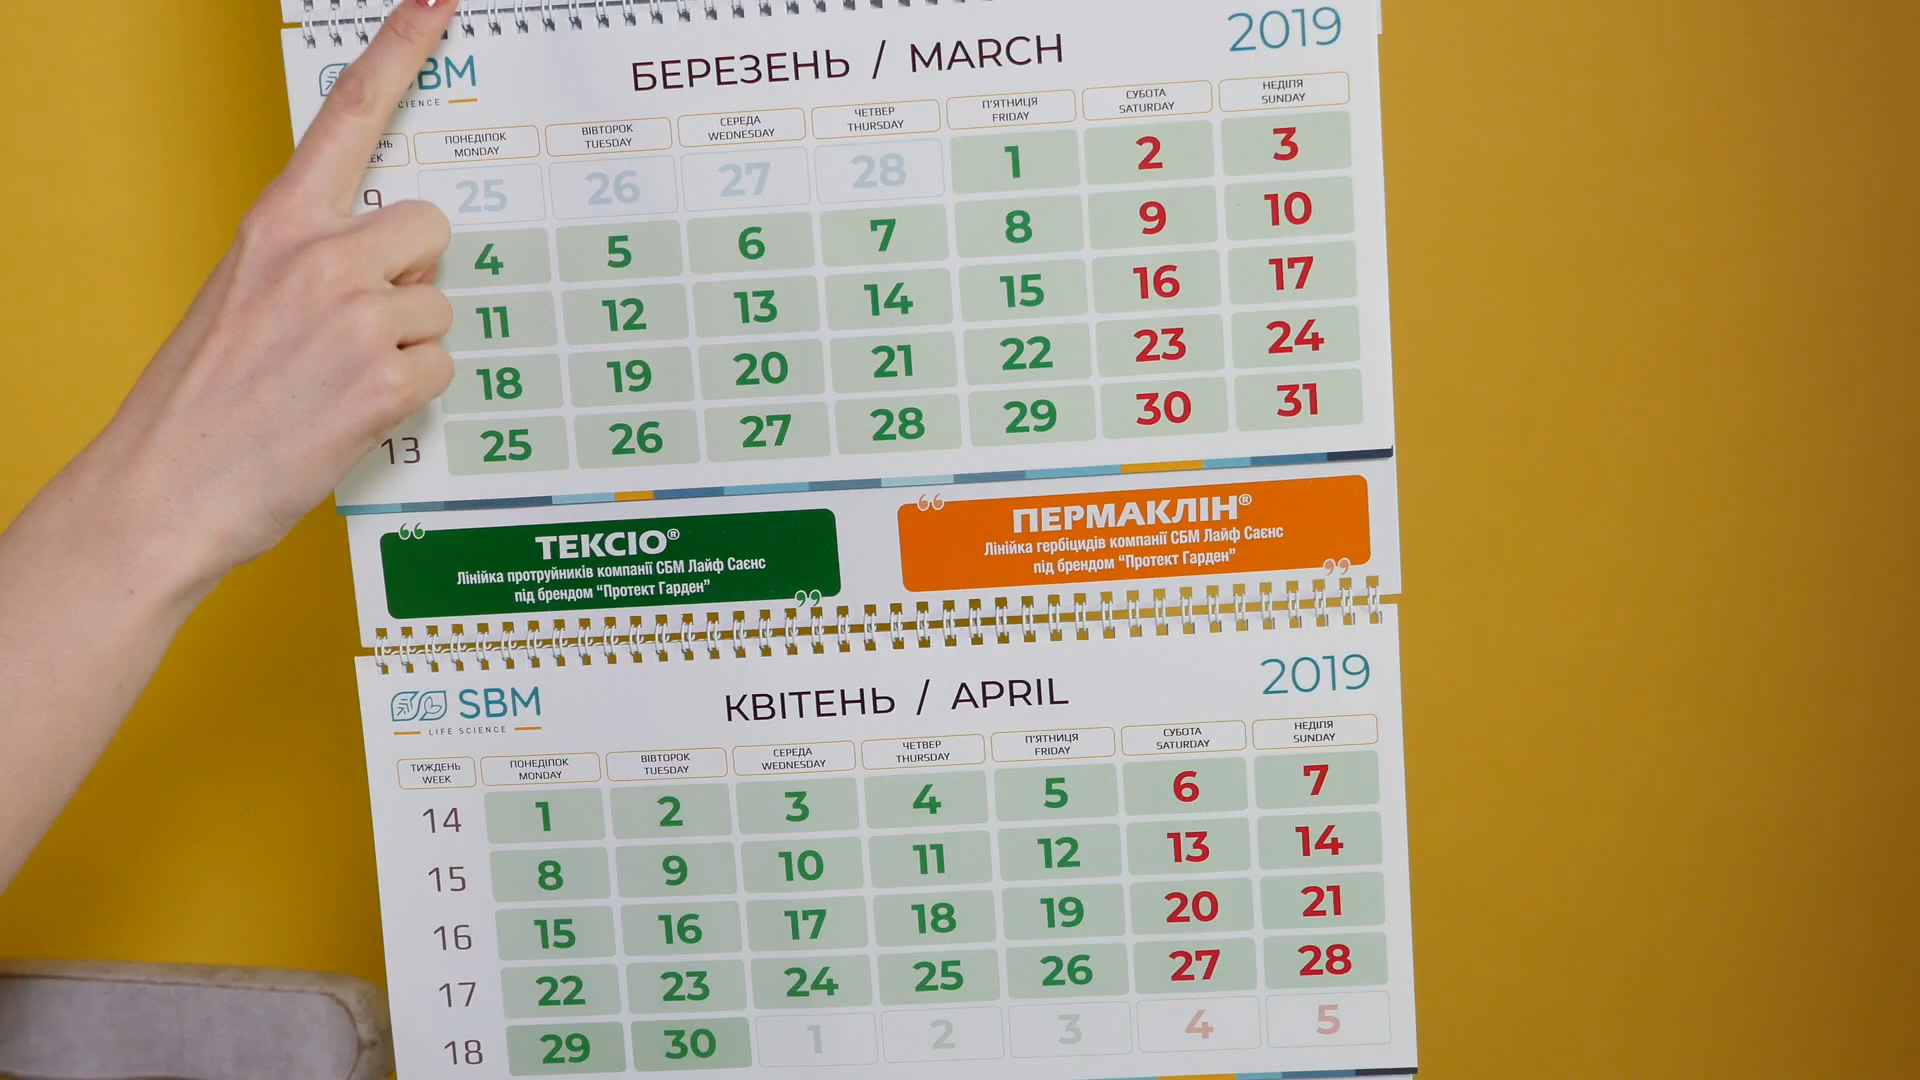 SBM
SCIENCE
БЕРЕЗЕНЬ / MARCH
2019
ПОНЕДІЛОК ВІВТОРОК СЕРЕДА ЧЕТВЕР П'ЯТНИЦЯ СУБОТА НЕДІЛЯ
MONDAY TUESDAY WEDNESDAY THURSDAY FRIDAY SATURDAY SUNDAY
9 25 26 27 28 1 2 3
4 5 6 7 8 9 10
11 12 13 14 15 16 17
18 19 20 21 22 23 24
13 25 26 27 28 29 30 31
“ ТЕКСІО®
Лінійка протруйників компанії СБМ Лайф Саєнс
під брендом “Протект Гарден” ”
“ ПЕРМАКЛІН®
Лінійка гербіцидів компанії СБМ Лайф Саєнс
під брендом “Протект Гарден” ”
SBM
LIFE SCIENCE
КВІТЕНЬ / APRIL
2019
ТИЖДЕНЬ ПОНЕДІЛОК ВІВТОРОК СЕРЕДА ЧЕТВЕР П'ЯТНИЦЯ СУБОТА НЕДІЛЯ
WEEK MONDAY TUESDAY WEDNESDAY THURSDAY FRIDAY SATURDAY SUNDAY
14 1 2 3 4 5 6 7
15 8 9 10 11 12 13 14
16 15 16 17 18 19 20 21
17 22 23 24 25 26 27 28
18 29 30 1 2 3 4 5